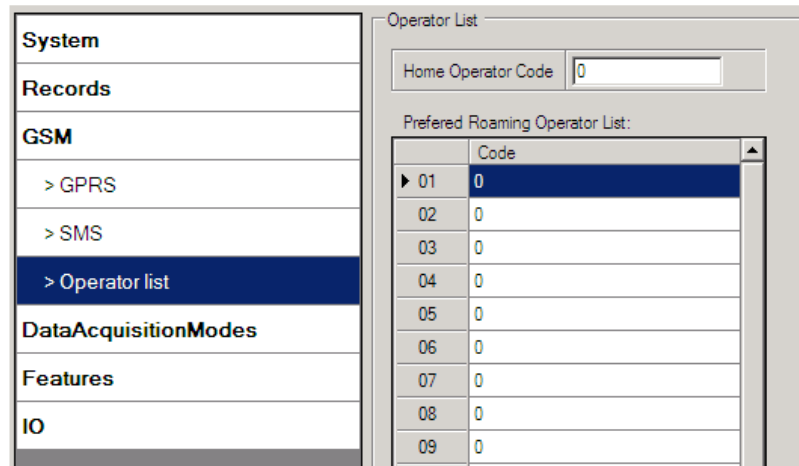 System
Records
GSM
> GPRS
> SMS
> Operator list
DataAcquisitionModes
Features
IO
Operator List
Home Operator Code 0
Prefered Roaming Operator List:
Code
01 0
02 0
03 0
04 0
05 0
06 0
07 0
08 0
09 0